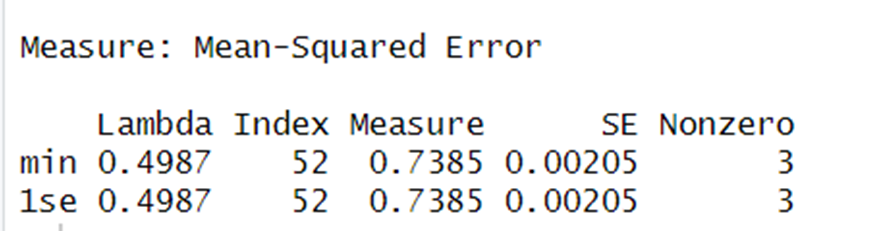 Measure: Mean-Squared Error
Lambda Index Measure SE Nonzero
min 0.4987 52 0.7385 0.00205 3
1se 0.4987 52 0.7385 0.00205 3